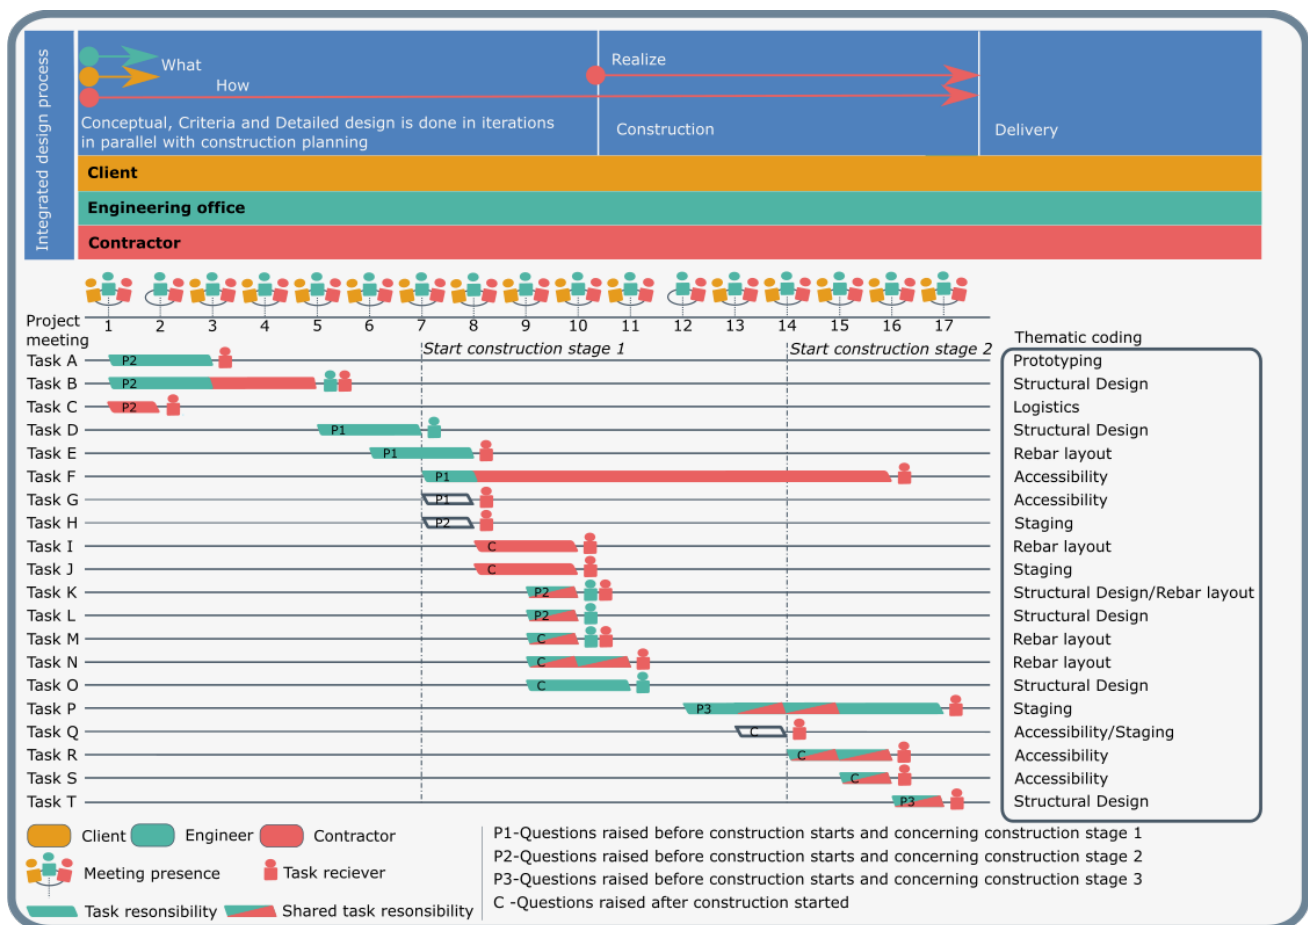 Integrated design process
What
How
Realize
Conceptual, Criteria and Detailed design is done in iterations
in parallel with construction planning
Construction
Delivery
Client
Engineering office
Contractor
Project
meeting
1 2 3 4 5 6 7 8 9 10 11 12 13 14 15 16 17
Start construction stage 1
Start construction stage 2
Thematic coding
Task A P2 Prototyping
Task B P2 Structural Design
Task C P2 Logistics
Task D P1 Structural Design
Task E P1 Rebar layout
Task F P1 Accessibility
Task G P1 Accessibility
Task H P2 Staging
Task I C Rebar layout
Task J C Staging
Task K P2 Structural Design/Rebar layout
Task L P2 Structural Design
Task M C Rebar layout
Task N C Rebar layout
Task O C Structural Design
Task P P3 Staging
Task Q C Accessibility/Staging
Task R C Accessibility
Task S C Accessibility
Task T P3 Structural Design
Client Engineer Contractor
Meeting presence Task reciever
Task resonsibility Shared task resonsibility
P1-Questions raised before construction starts and concerning construction stage 1
P2-Questions raised before construction starts and concerning construction stage 2
P3-Questions raised before construction starts and concerning construction stage 3
C -Questions raised after construction started